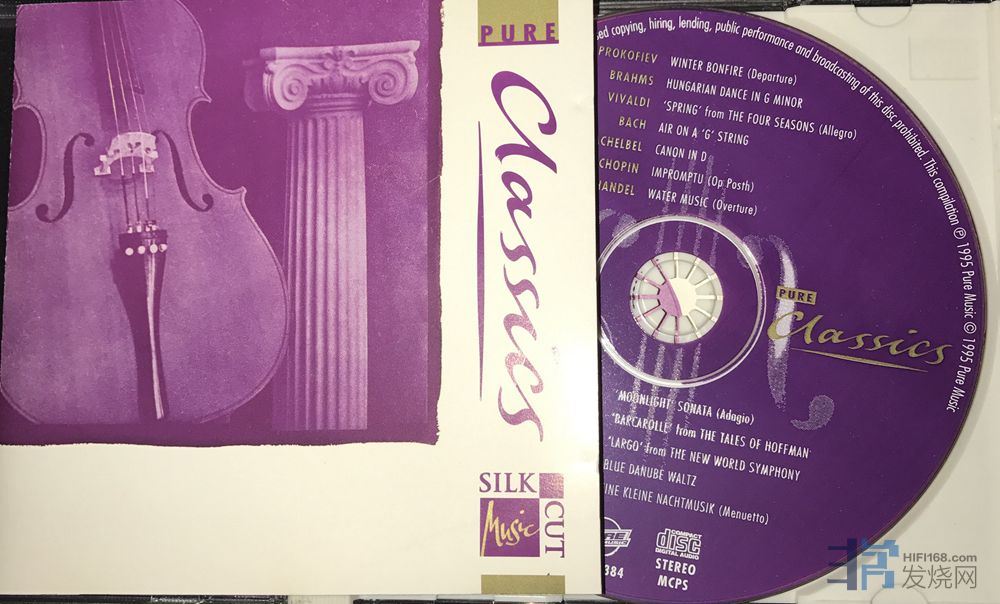 PURE
Classics
SILK
CUT
Music
copying, hiring, lending, public performance and broadcasting of this disc prohibited. This compilation ℗ 1995 Pure Music © 1995 Pure Music
PROKOFIEV WINTER BONFIRE (Departure)
BRAHMS HUNGARIAN DANCE IN G MINOR
VIVALDI 'SPRING' from THE FOUR SEASONS (Allegro)
BACH AIR ON A 'G' STRING
CHELBEL CANON IN D
CHOPIN IMPROMPTU (Op Posth)
HANDEL WATER MUSIC (Overture)
PURE
Classics
'MOONLIGHT' SONATA (Adagio)
'BARCAROLLE' from THE TALES OF HOFFMAN
'LARGO' from THE NEW WORLD SYMPHONY
BLUE DANUBE WALTZ
INE KLEINE NACHTMUSIK (Menuetto)
384
COMPACT
disc
DIGITAL AUDIO
STEREO
MCPS
HIFI168.com
发烧网